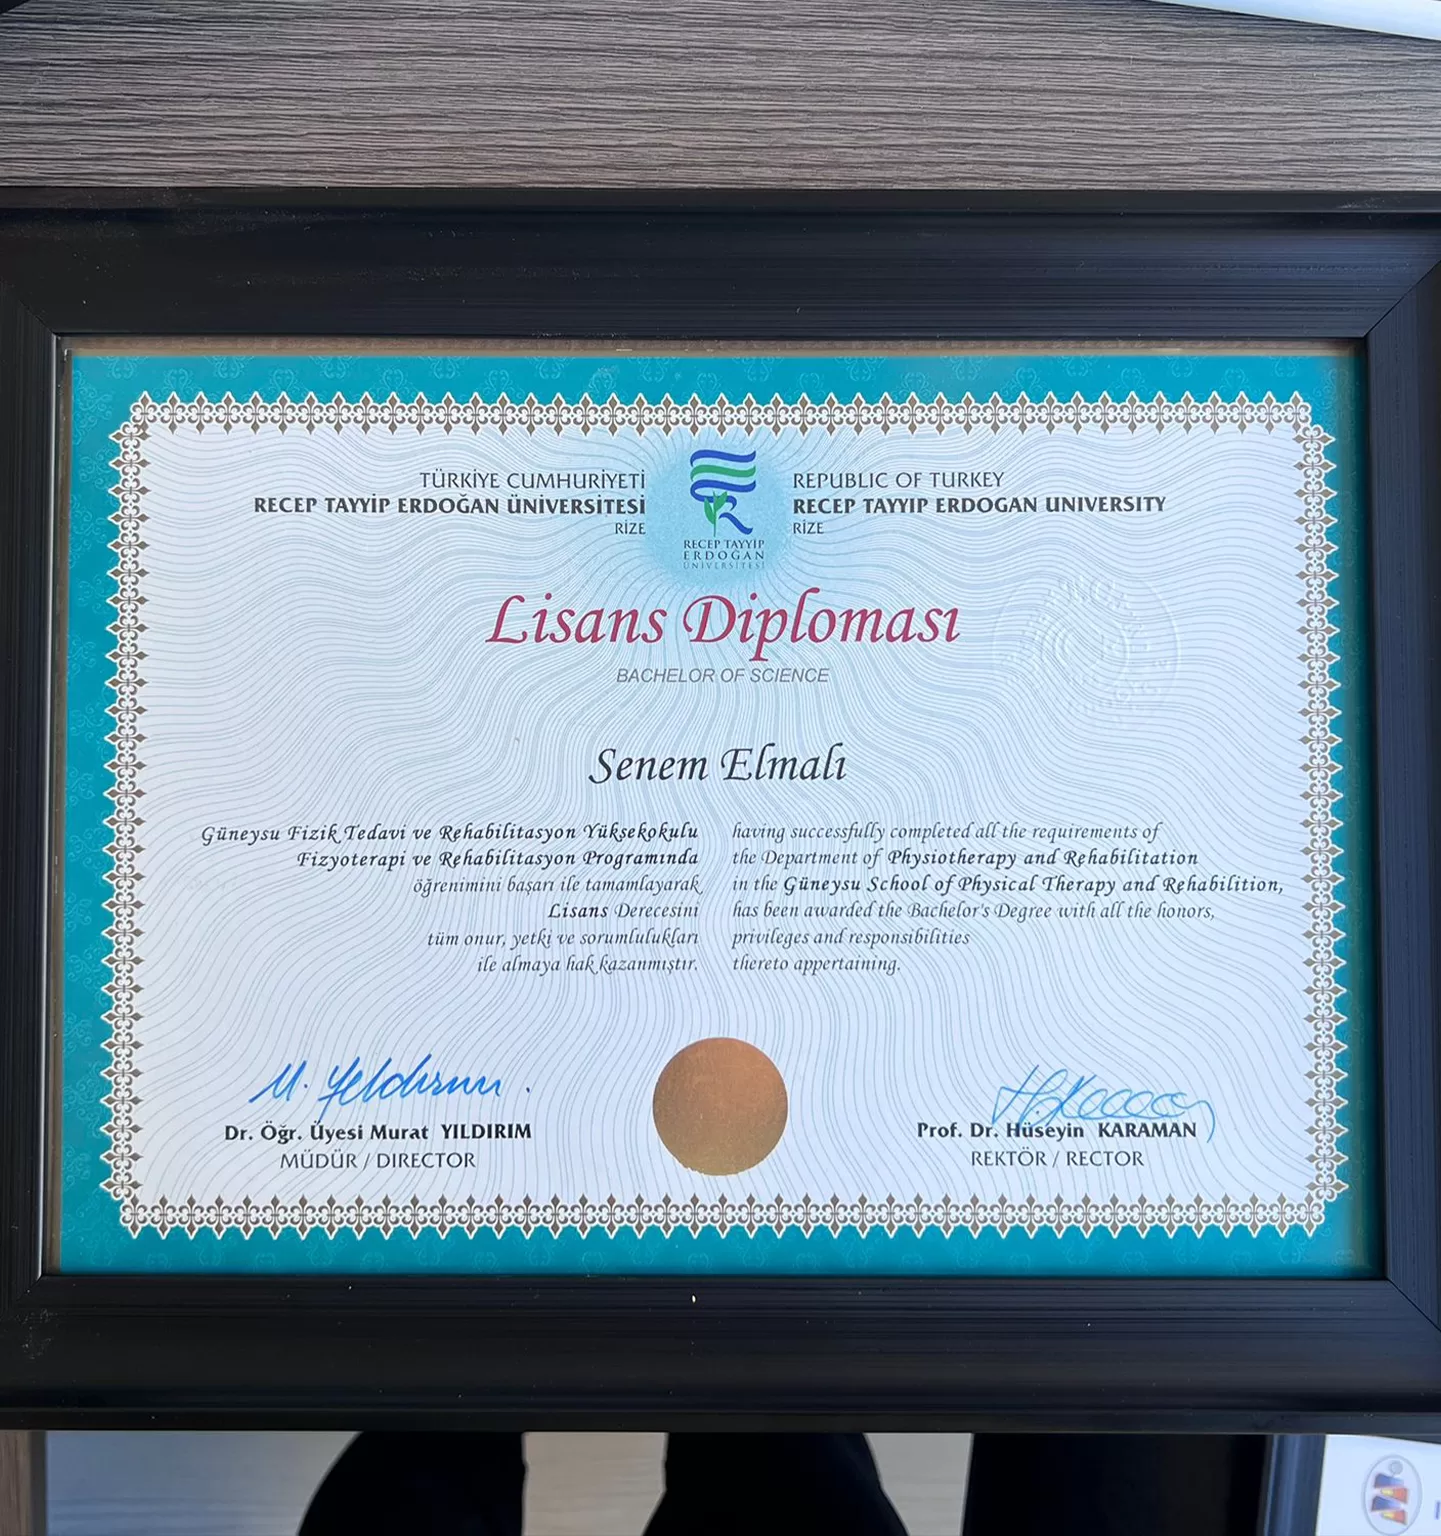 TÜRKİYE CUMHURİYETİ
RECEP TAYYİP ERDOĞAN ÜNİVERSİTESİ
RİZE
RECEP TAYYİP
ERDOĞAN
ÜNİVERSİTESİ
REPUBLIC OF TURKEY
RECEP TAYYIP ERDOGAN UNIVERSITY
RİZE
Lisans Diploması
BACHELOR OF SCIENCE
Senem Elmalı
Güneysu Fizik Tedavi ve Rehabilitasyon Yüksekokulu
Fizyoterapi ve Rehabilitasyon Programında
öğrenimini başarı ile tamamlayarak
Lisans Derecesini
tüm onur, yetki ve sorumlulukları
ile almaya hak kazanmıştır.
having successfully completed all the requirements of
the Department of Physiotherapy and Rehabilitation
in the Güneysu School of Physical Therapy and Rehabilition,
has been awarded the Bachelor's Degree with all the honors,
privileges and responsibilities
thereto appertaining.
M. Yeldırım.
Dr. Öğr. Üyesi Murat YILDIRIM
MÜDÜR / DIRECTOR
Prof. Dr. Hüseyin KARAMAN
REKTÖR / RECTOR